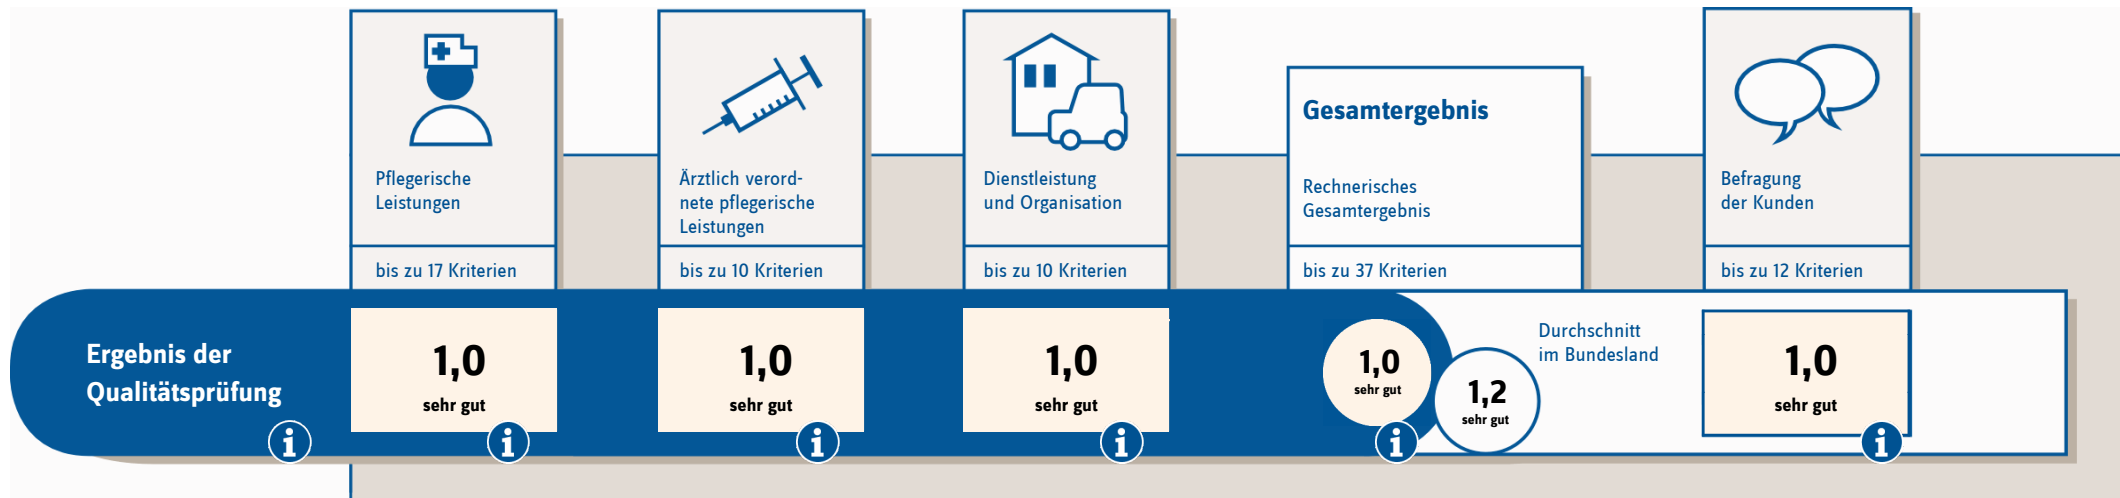 Pflegerische
Leistungen
bis zu 17 Kriterien
Ärztlich verord-
nete pflegerische
Leistungen
bis zu 10 Kriterien
Dienstleistung
und Organisation
bis zu 10 Kriterien
Gesamtergebnis
Rechnerisches
Gesamtergebnis
bis zu 37 Kriterien
Befragung
der Kunden
bis zu 12 Kriterien
Ergebnis der
Qualitätsprüfung
i
1,0
sehr gut
i
1,0
sehr gut
i
1,0
sehr gut
i
1,0
sehr gut
i
1,2
sehr gut
Durchschnitt
im Bundesland
1,0
sehr gut
i